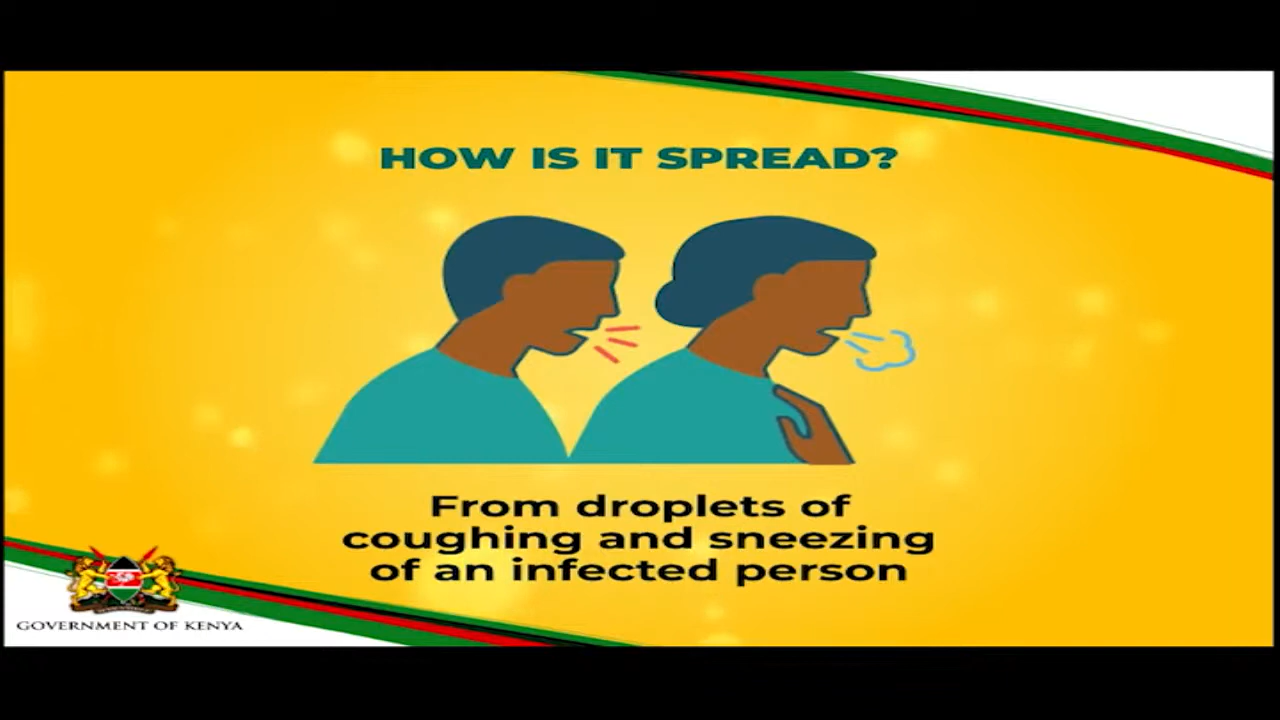 HOW IS IT SPREAD?
From droplets of
coughing and sneezing
of an infected person
GOVERNMENT OF KENYA